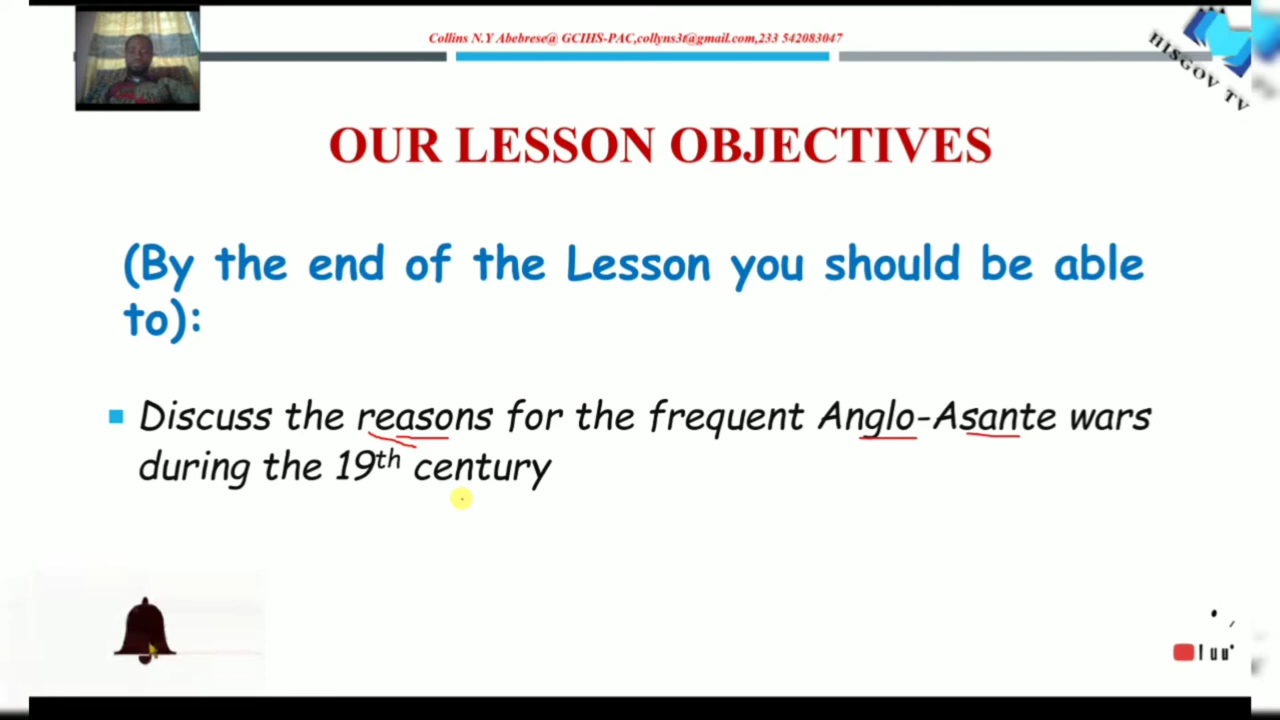 Collins N.Y Abebrese@ GCIHS-PAC,collyns3t@gmail.com,233 542083047
HISGOV TV
OUR LESSON OBJECTIVES
(By the end of the Lesson you should be able
to):
Discuss the reasons for the frequent Anglo-Asante wars
during the 19th century